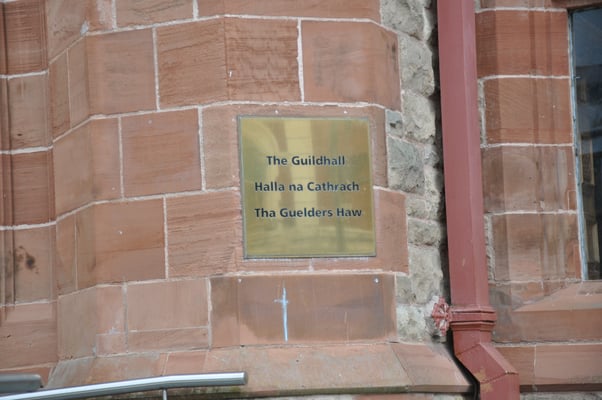 The Guildhall
Halla na Cathrach
Tha Guelders Haw